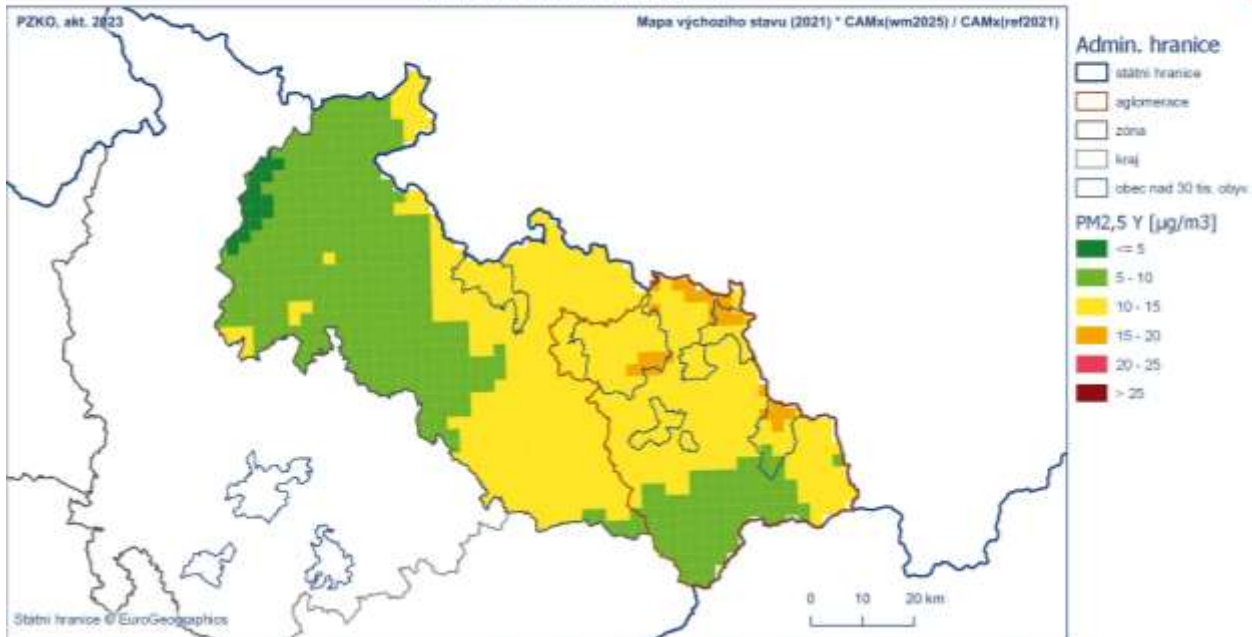 PZKO, akt. 2023
Mapa výchozího stavu (2021) * CAMx(wm2025) / CAMx(ref2021)
Admin. hranice
státní hranice
aglomerace
zóna
kraj
obec nad 30 tis. obyv.
PM2,5 Y [µg/m3]
<= 5
5 - 10
10 - 15
15 - 20
20 - 25
> 25
0 10 20 km
Státní hranice © EuroGeographics